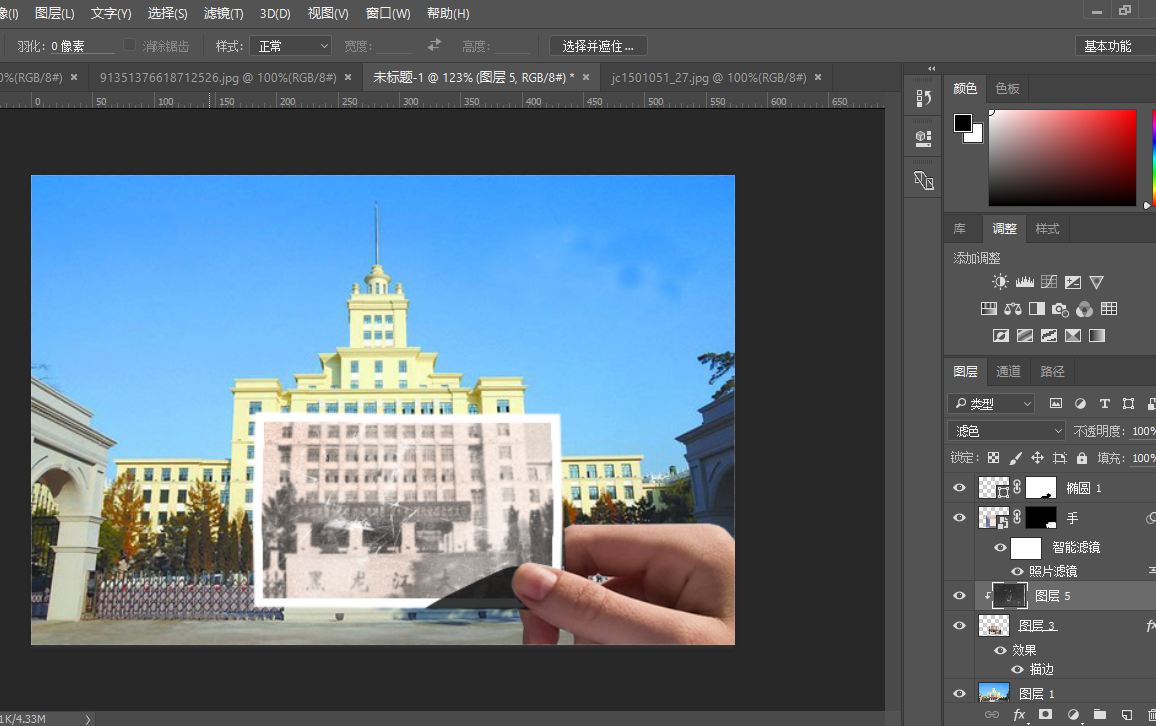 像(I) 图层(L) 文字(Y) 选择(S) 滤镜(T) 3D(D) 视图(V) 窗口(W) 帮助(H)
羽化: 0 像素 消除锯齿 样式: 正常 宽度: 高度: 选择并遮住 ... 基本功能
0%(RGB/8#) × 91351376618712526.jpg @ 100%(RGB/8#) × 未标题-1 @ 123% (图层 5, RGB/8#) * × jc1501051_27.jpg @ 100%(RGB/8#) ×
0 50 100 150 200 250 300 350 400 450 500 550 600 650
颜色 色板
库 调整 样式
添加调整
图层 通道 路径
类型
滤色 不透明度: 100%
锁定: 填充: 100%
椭圆 1
手
智能滤镜
照片滤镜
图层 5
图层 3 fx
效果
描边
图层 1
黑 龙 江 大
1K/4.33M
fx